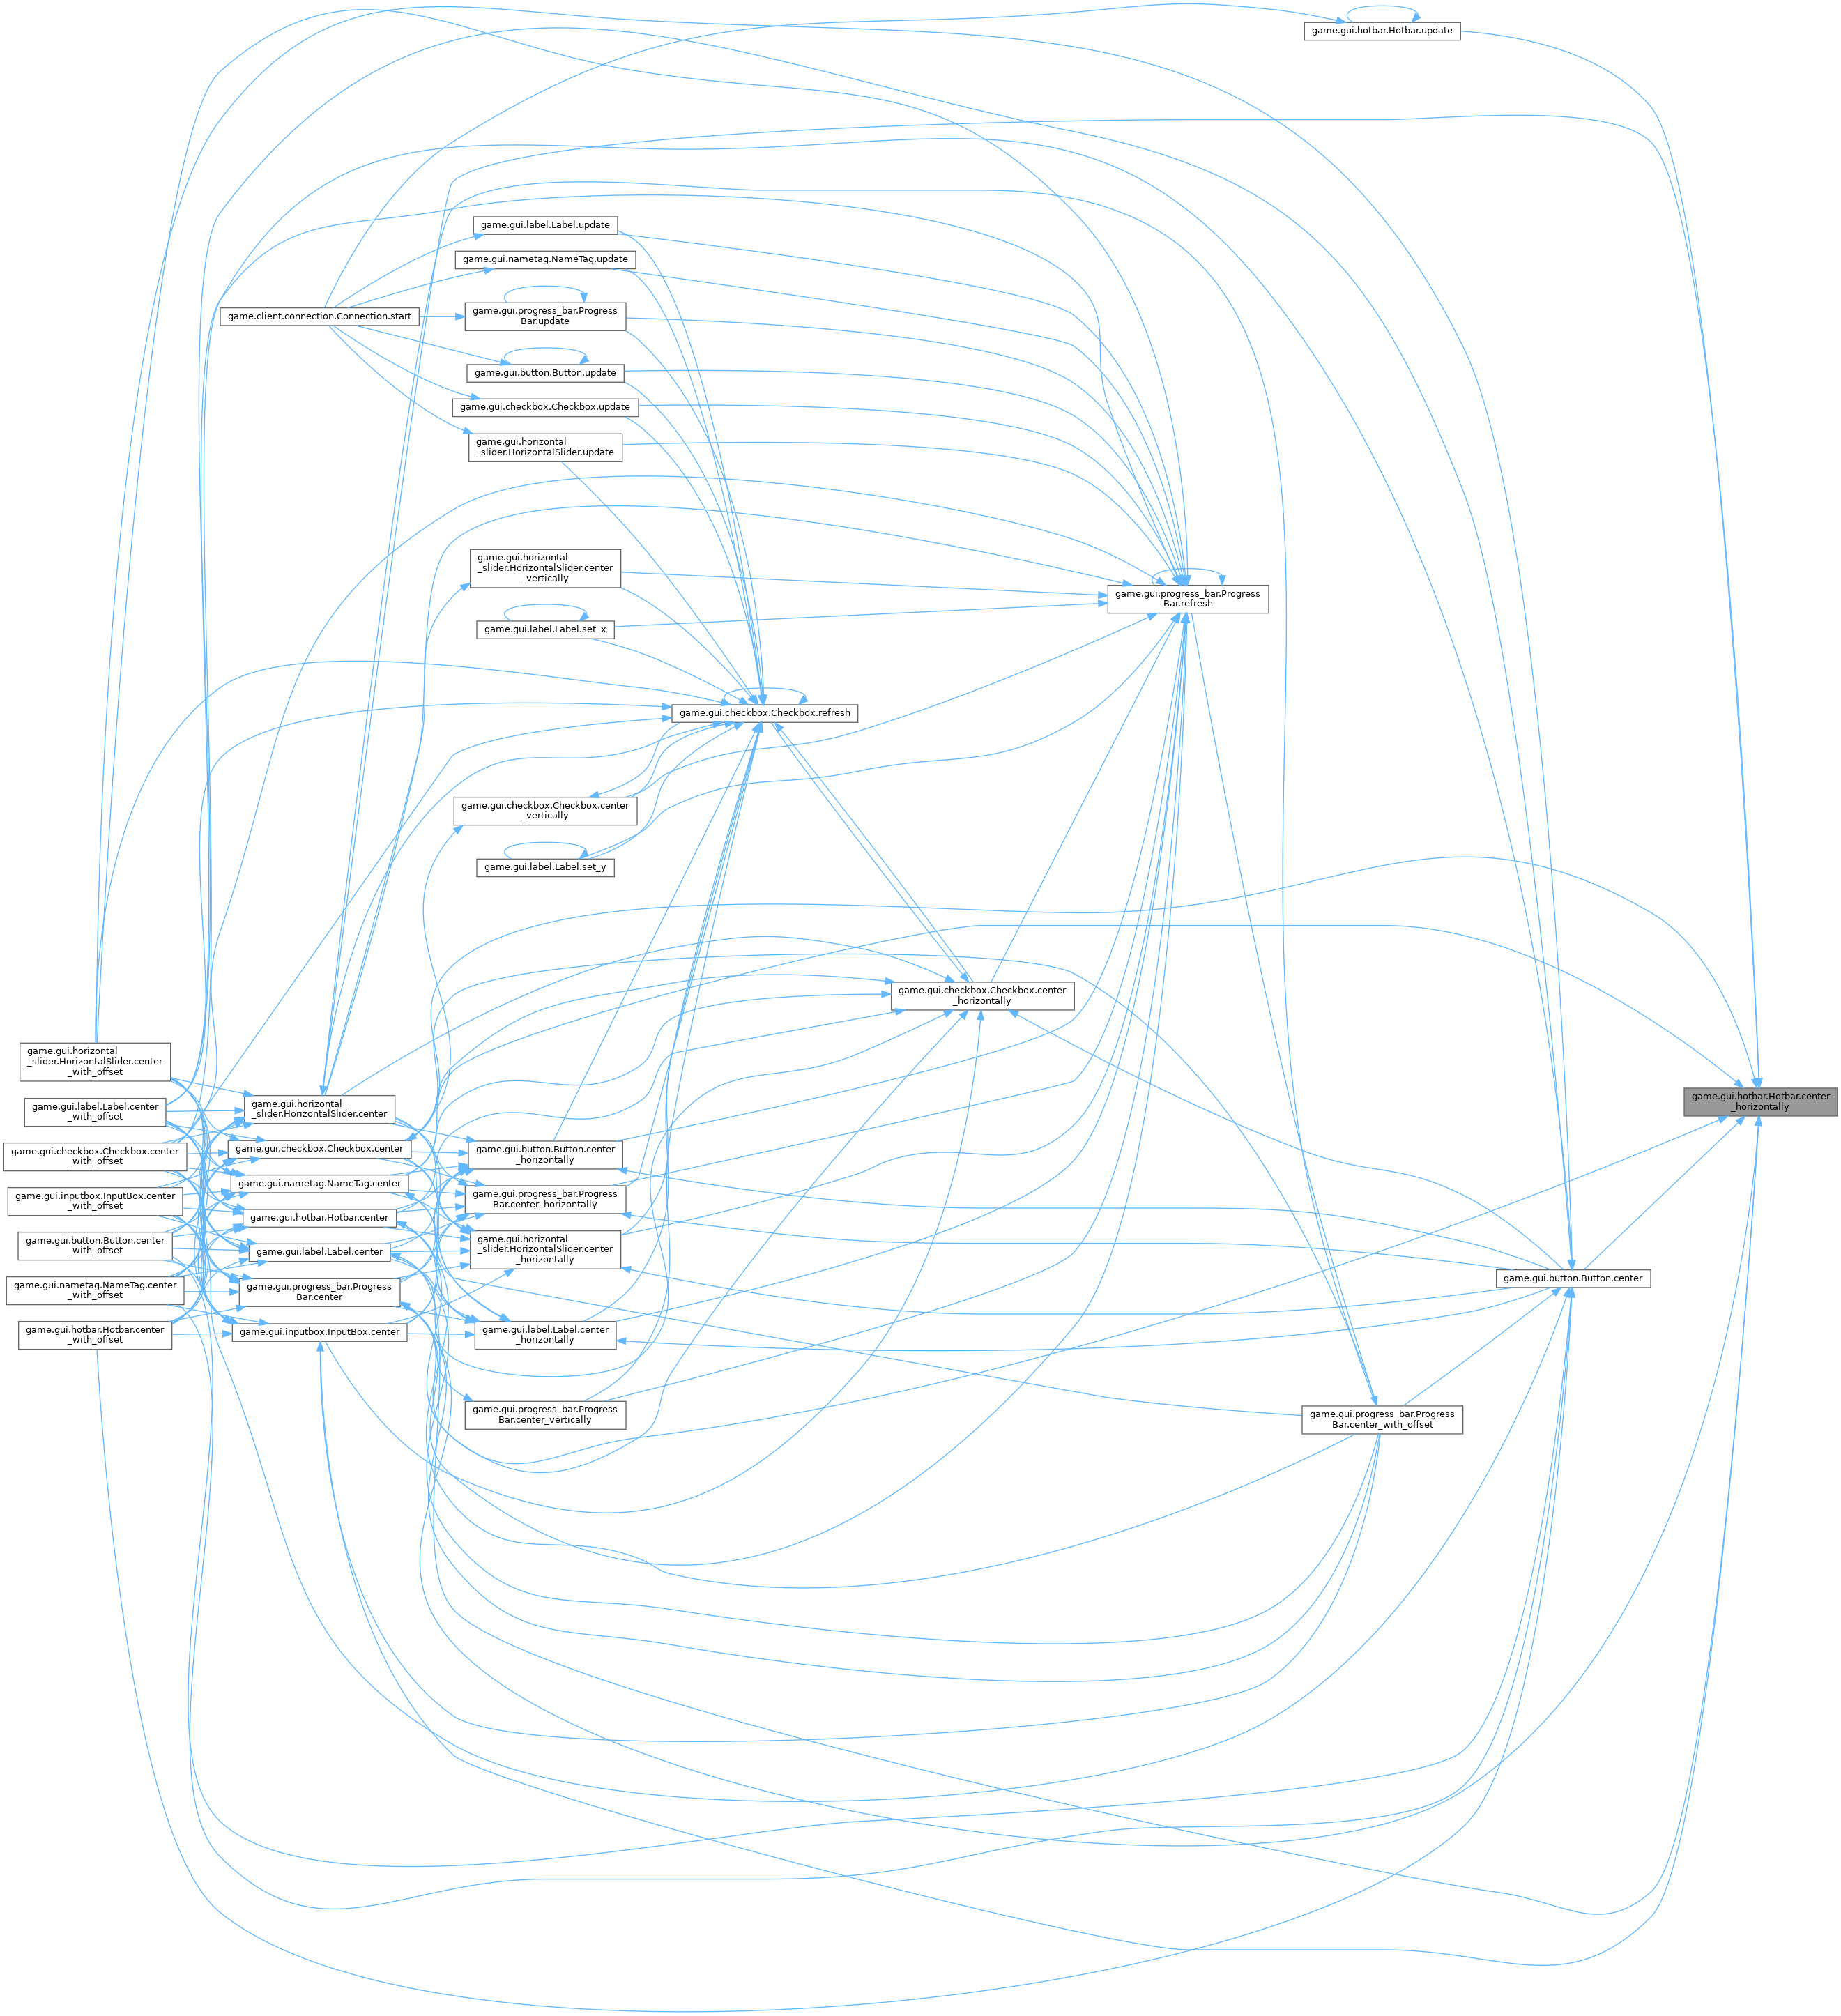 game.gui.hotbar.Hotbar.update
game.gui.label.Label.update
game.gui.nametag.NameTag.update
game.client.connection.Connection.start
game.gui.progress_bar.Progress
Bar.update
game.gui.button.Button.update
game.gui.checkbox.Checkbox.update
game.gui.horizontal
_slider.HorizontalSlider.update
game.gui.horizontal
_slider.HorizontalSlider.center
_vertically
game.gui.progress_bar.Progress
Bar.refresh
game.gui.label.Label.set_x
game.gui.checkbox.Checkbox.refresh
game.gui.checkbox.Checkbox.center
_vertically
game.gui.label.Label.set_y
game.gui.checkbox.Checkbox.center
_horizontally
game.gui.horizontal
_slider.HorizontalSlider.center
_with_offset
game.gui.hotbar.Hotbar.center
_horizontally
game.gui.label.Label.center
_with_offset
game.gui.horizontal
_slider.HorizontalSlider.center
game.gui.checkbox.Checkbox.center
_with_offset
game.gui.checkbox.Checkbox.center
game.gui.button.Button.center
_horizontally
game.gui.nametag.NameTag.center
game.gui.inputbox.InputBox.center
_with_offset
game.gui.progress_bar.Progress
Bar.center_horizontally
game.gui.hotbar.Hotbar.center
game.gui.button.Button.center
_with_offset
game.gui.label.Label.center
game.gui.horizontal
_slider.HorizontalSlider.center
_horizontally
game.gui.button.Button.center
game.gui.nametag.NameTag.center
_with_offset
game.gui.progress_bar.Progress
Bar.center
game.gui.hotbar.Hotbar.center
_with_offset
game.gui.inputbox.InputBox.center
game.gui.label.Label.center
_horizontally
game.gui.progress_bar.Progress
Bar.center_vertically
game.gui.progress_bar.Progress
Bar.center_with_offset